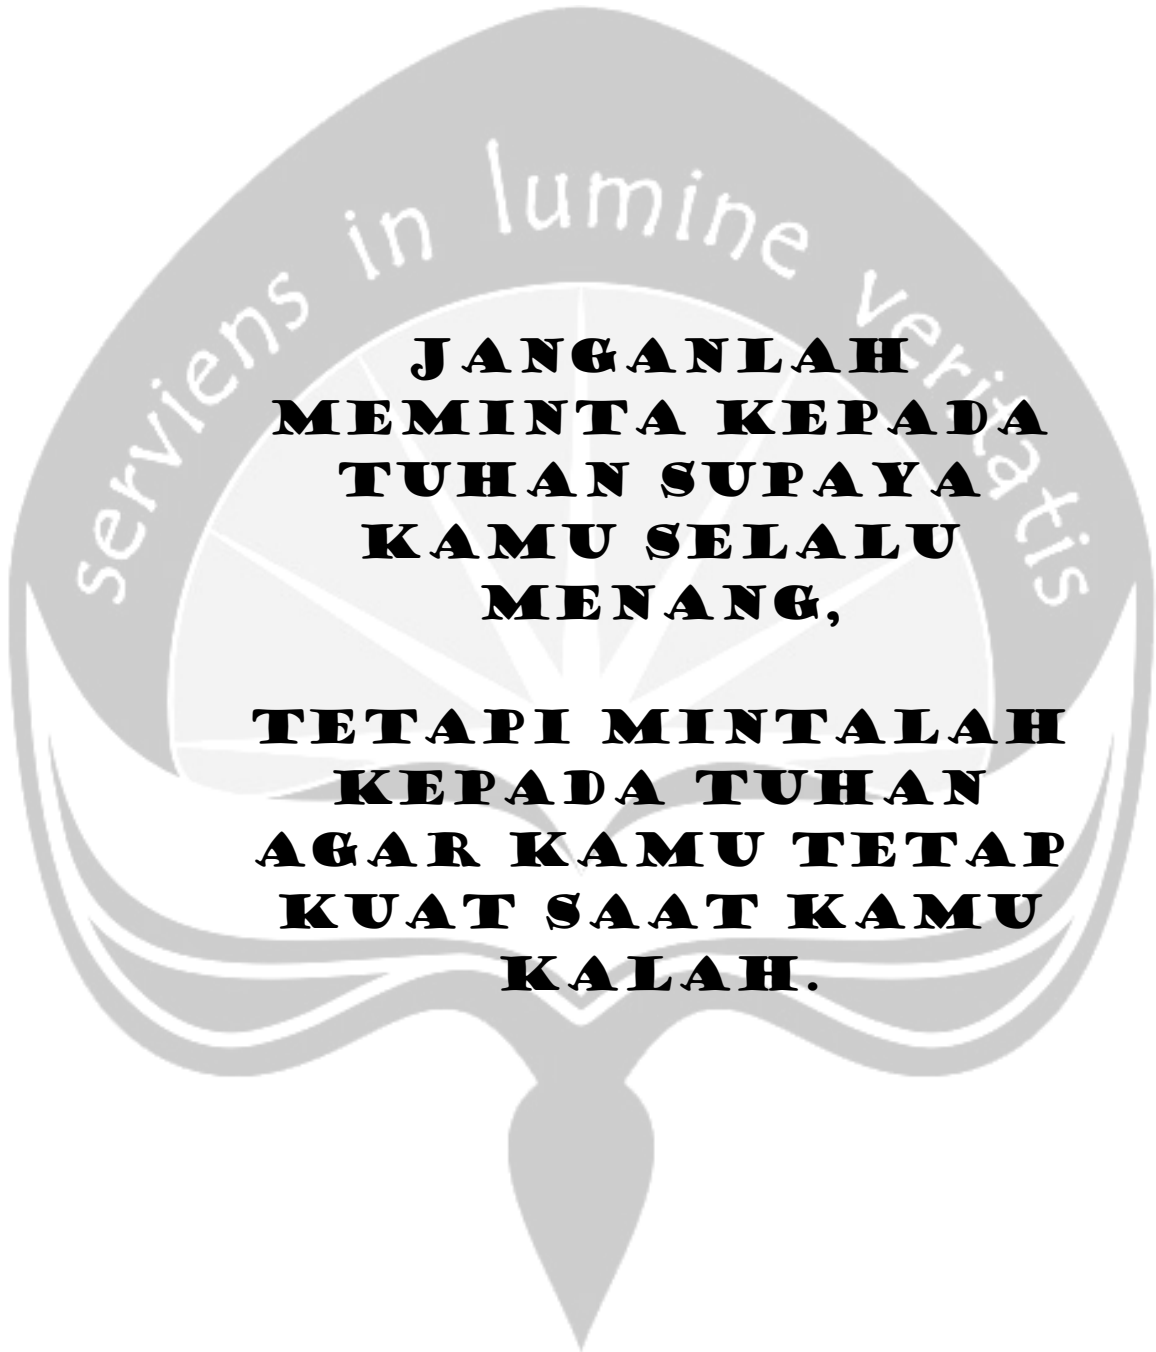 serviens in lumine veritatis
JANGANLAH
MEMINTA KEPADA
TUHAN SUPAYA
KAMU SELALU
MENANG,
TETAPI MINTALAH
KEPADA TUHAN
AGAR KAMU TETAP
KUAT SAAT KAMU
KALAH.